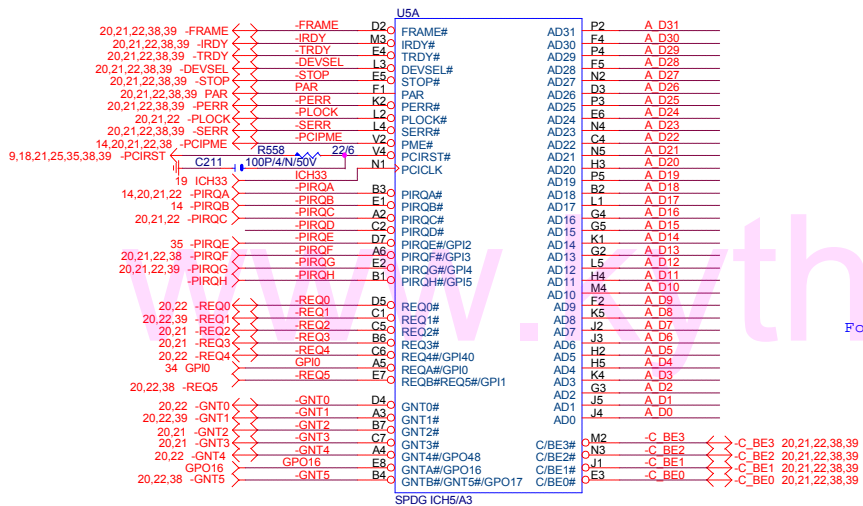 U5A
20,21,22,38,39 -FRAME -FRAME D2 FRAME# AD31 P2 A_D31
20,21,22,38,39 -IRDY -IRDY M3 IRDY# AD30 F4 A_D30
20,21,22,38,39 -TRDY -TRDY E4 TRDY# AD29 P4 A_D29
20,21,22,38,39 -DEVSEL -DEVSEL L3 DEVSEL# AD28 F5 A_D28
20,21,22,38,39 -STOP -STOP E5 STOP# AD27 N2 A_D27
20,21,22,38,39 PAR PAR F1 PAR AD26 D3 A_D26
20,21,22,38,39 -PERR -PERR K2 PERR# AD25 P3 A_D25
20,21,22 -PLOCK -PLOCK L2 PLOCK# AD24 E6 A_D24
20,21,22,38,39 -SERR -SERR L4 SERR# AD23 N4 A_D23
14,20,21,22,38 -PCIPME -PCIPME V2 PME# AD22 C4 A_D22
9,18,21,25,35,38,39 -PCIRST R558 22/6 V4 PCIRST# AD21 N5 A_D21
C211 100P/4/N/50V N1 PCICLK AD20 H3 A_D20
19 ICH33 ICH33 AD19 P5 A_D19
14,20,21,22 -PIRQA -PIRQA B3 PIRQA# AD18 B2 A_D18
14 -PIRQB -PIRQB E1 PIRQB# AD17 L1 A_D17
20,21,22 -PIRQC -PIRQC A2 PIRQC# AD16 G4 A_D16
-PIRQD C2 PIRQD# AD15 G5 A_D15
35 -PIRQE -PIRQE D7 PIRQE#/GPI2 AD14 K1 A_D14
20,21,22,38 -PIRQF -PIRQF A6 PIRQF#/GPI3 AD13 G2 A_D13
20,21,22,39 -PIRQG -PIRQG E2 PIRQG#/GPI4 AD12 L5 A_D12
-PIRQH -PIRQH B1 PIRQH#/GPI5 AD11 H4 A_D11
AD10 M4 A_D10
20,22 -REQ0 -REQ0 D5 REQ0# AD9 F2 A_D9
20,22,39 -REQ1 -REQ1 C1 REQ1# AD8 K5 A_D8
20,21 -REQ2 -REQ2 C5 REQ2# AD7 J2 A_D7
20,21 -REQ3 -REQ3 B6 REQ3# AD6 J3 A_D6
20,22 -REQ4 -REQ4 C6 REQ4#/GPI40 AD5 H2 A_D5
34 GPI0 GPI0 A5 REQA#/GPI0 AD4 H5 A_D4
20,22,38 -REQ5 -REQ5 E7 REQB#REQ5#/GPI1 AD3 K4 A_D3
AD2 G3 A_D2
20,22 -GNT0 -GNT0 D4 GNT0# AD1 J5 A_D1
20,22,39 -GNT1 -GNT1 A3 GNT1# AD0 J4 A_D0
20,21 -GNT2 -GNT2 B7 GNT2#
20,21 -GNT3 -GNT3 C7 GNT3# C/BE3# M2 -C_BE3 -C_BE3 20,21,22,38,39
20,22 -GNT4 -GNT4 A4 GNT4#/GPO48 C/BE2# N3 -C_BE2 -C_BE2 20,21,22,38,39
GPO16 GPO16 E8 GNTA#/GPO16 C/BE1# J1 -C_BE1 -C_BE1 20,21,22,38,39
20,22,38 -GNT5 -GNT5 B4 GNTB#/GNT5#/GPO17 C/BE0# E3 -C_BE0 -C_BE0 20,21,22,38,39
SPDG ICH5/A3
www.kyth
Fo